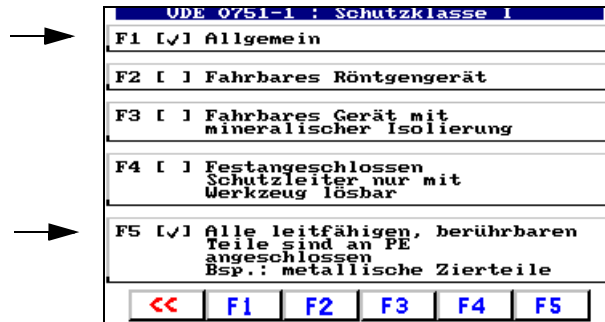 VDE 0751-1 : Schutzklasse I
F1 [✓] Allgemein
F2 [ ] Fahrbares Röntgengerät
F3 [ ] Fahrbares Gerät mit
mineralischer Isolierung
F4 [ ] Festangeschlossen
Schutzleiter nur mit
Werkzeug lösbar
F5 [✓] Alle leitfähigen, berührbaren
Teile sind an PE
angeschlossen
Bsp.: metallische Zierteile
<< F1 F2 F3 F4 F5